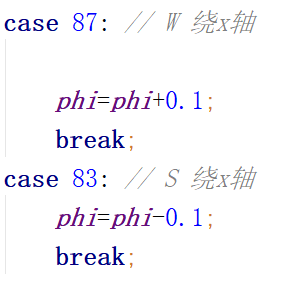 case 87: // W 绕x轴
phi=phi+0.1;
break;
case 83: // S 绕x轴
phi=phi-0.1;
break;